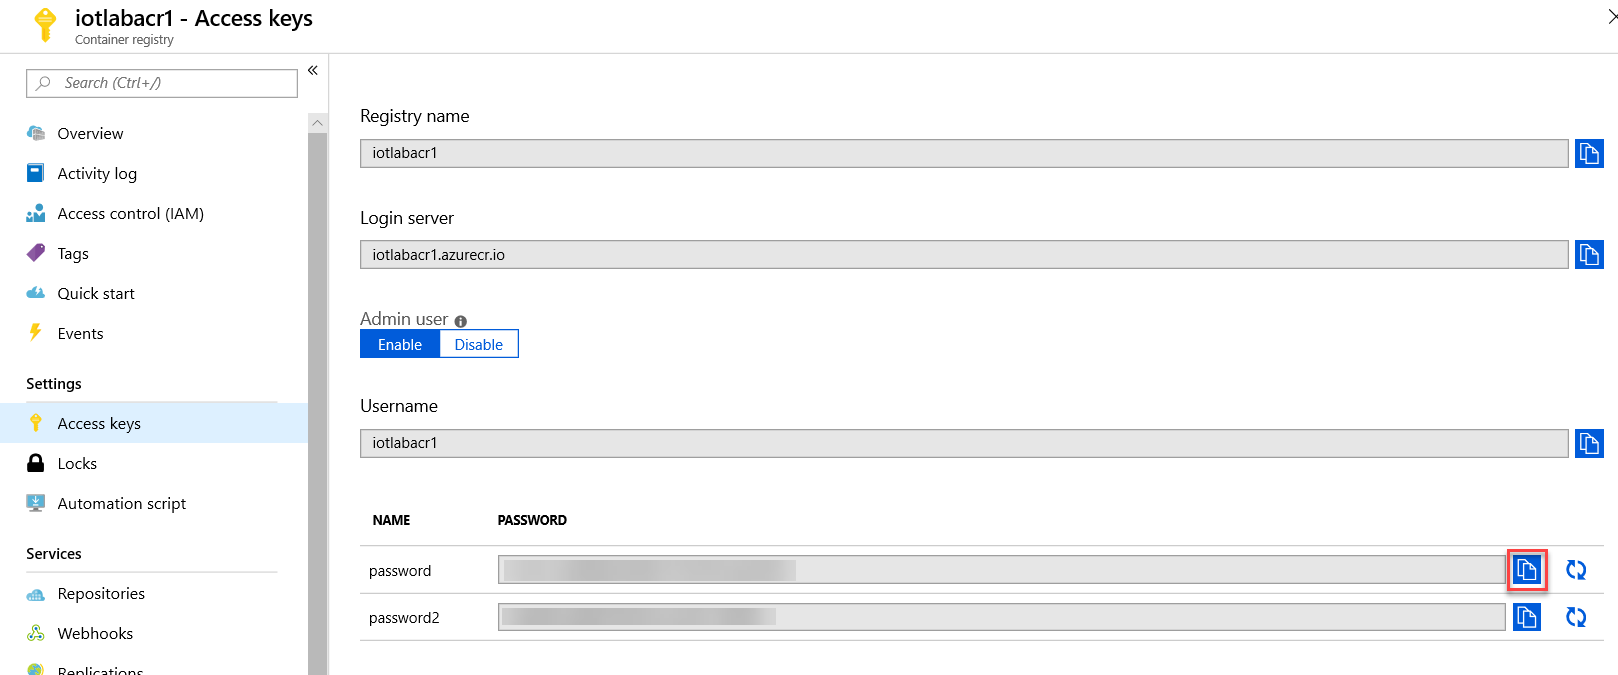 iotlabacr1 - Access keys
Container registry
Search (Ctrl+/)
Overview
Activity log
Access control (IAM)
Tags
Quick start
Events
Settings
Access keys
Locks
Automation script
Services
Repositories
Webhooks
Replications
Registry name
iotlabacr1
Login server
iotlabacr1.azurecr.io
Admin user
Enable Disable
Username
iotlabacr1
NAME PASSWORD
password
password2